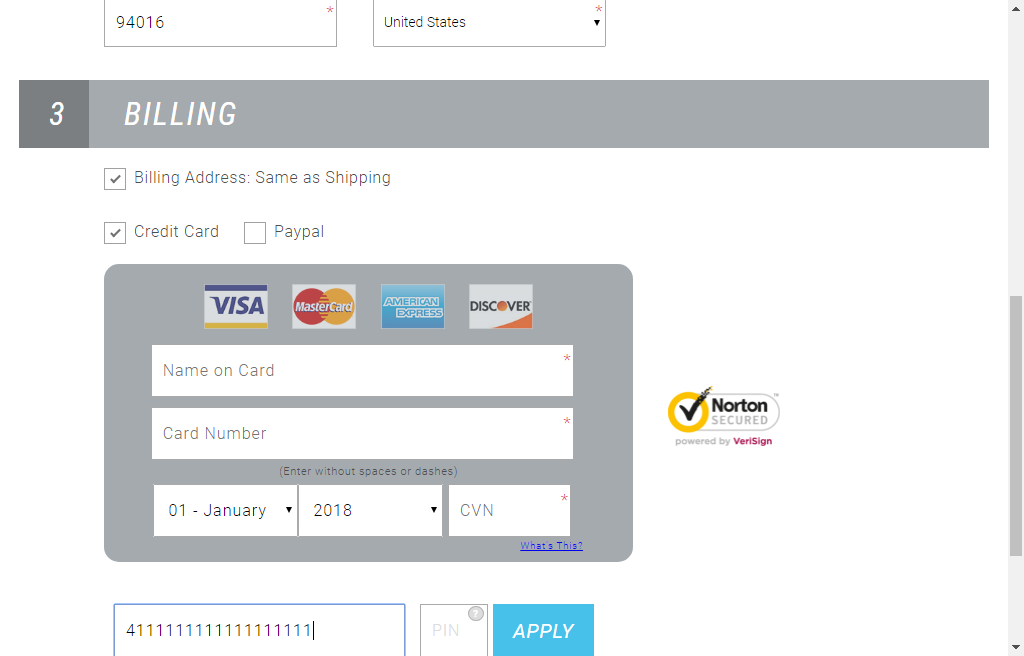 94016 *
United States *
3 BILLING
Billing Address: Same as Shipping
Credit Card Paypal
VISA MasterCard AMERICAN EXPRESS DISCOVER
Name on Card *
Card Number *
(Enter without spaces or dashes)
01 - January 2018 CVN *
What's This?
Norton™
SECURED
powered by VeriSign
4111111111111111111 PIN ? APPLY